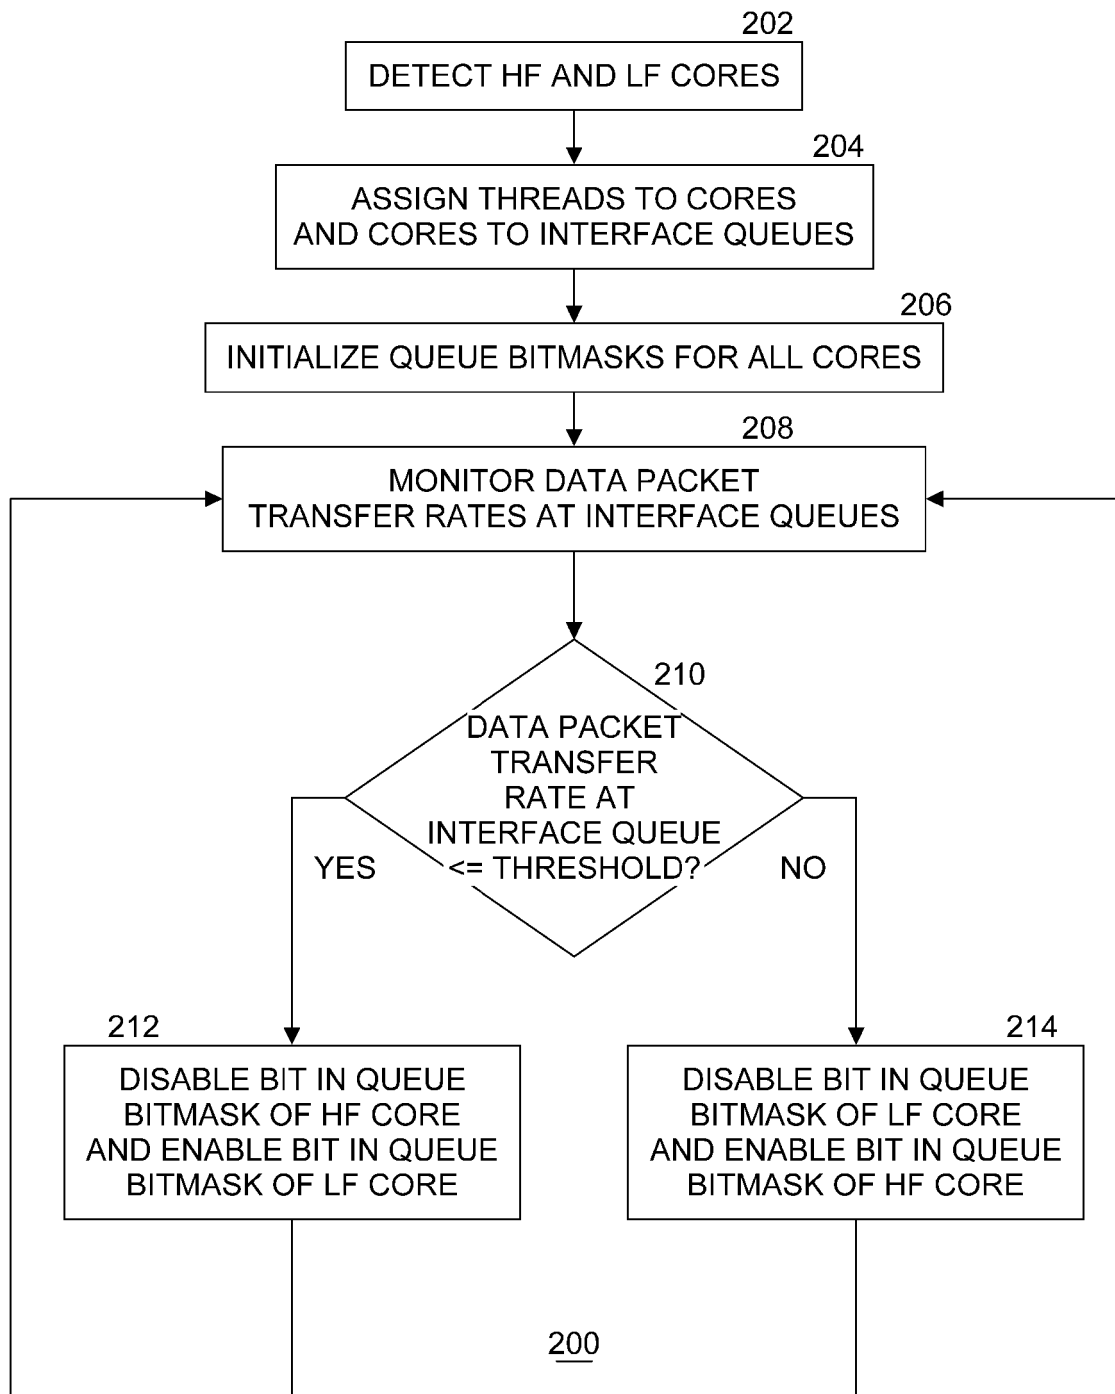 202
DETECT HF AND LF CORES
204
ASSIGN THREADS TO CORES
AND CORES TO INTERFACE QUEUES
206
INITIALIZE QUEUE BITMASKS FOR ALL CORES
208
MONITOR DATA PACKET
TRANSFER RATES AT INTERFACE QUEUES
210
DATA PACKET
TRANSFER
RATE AT
INTERFACE QUEUE
<= THRESHOLD?
YES
NO
212
DISABLE BIT IN QUEUE
BITMASK OF HF CORE
AND ENABLE BIT IN QUEUE
BITMASK OF LF CORE
214
DISABLE BIT IN QUEUE
BITMASK OF LF CORE
AND ENABLE BIT IN QUEUE
BITMASK OF HF CORE
200